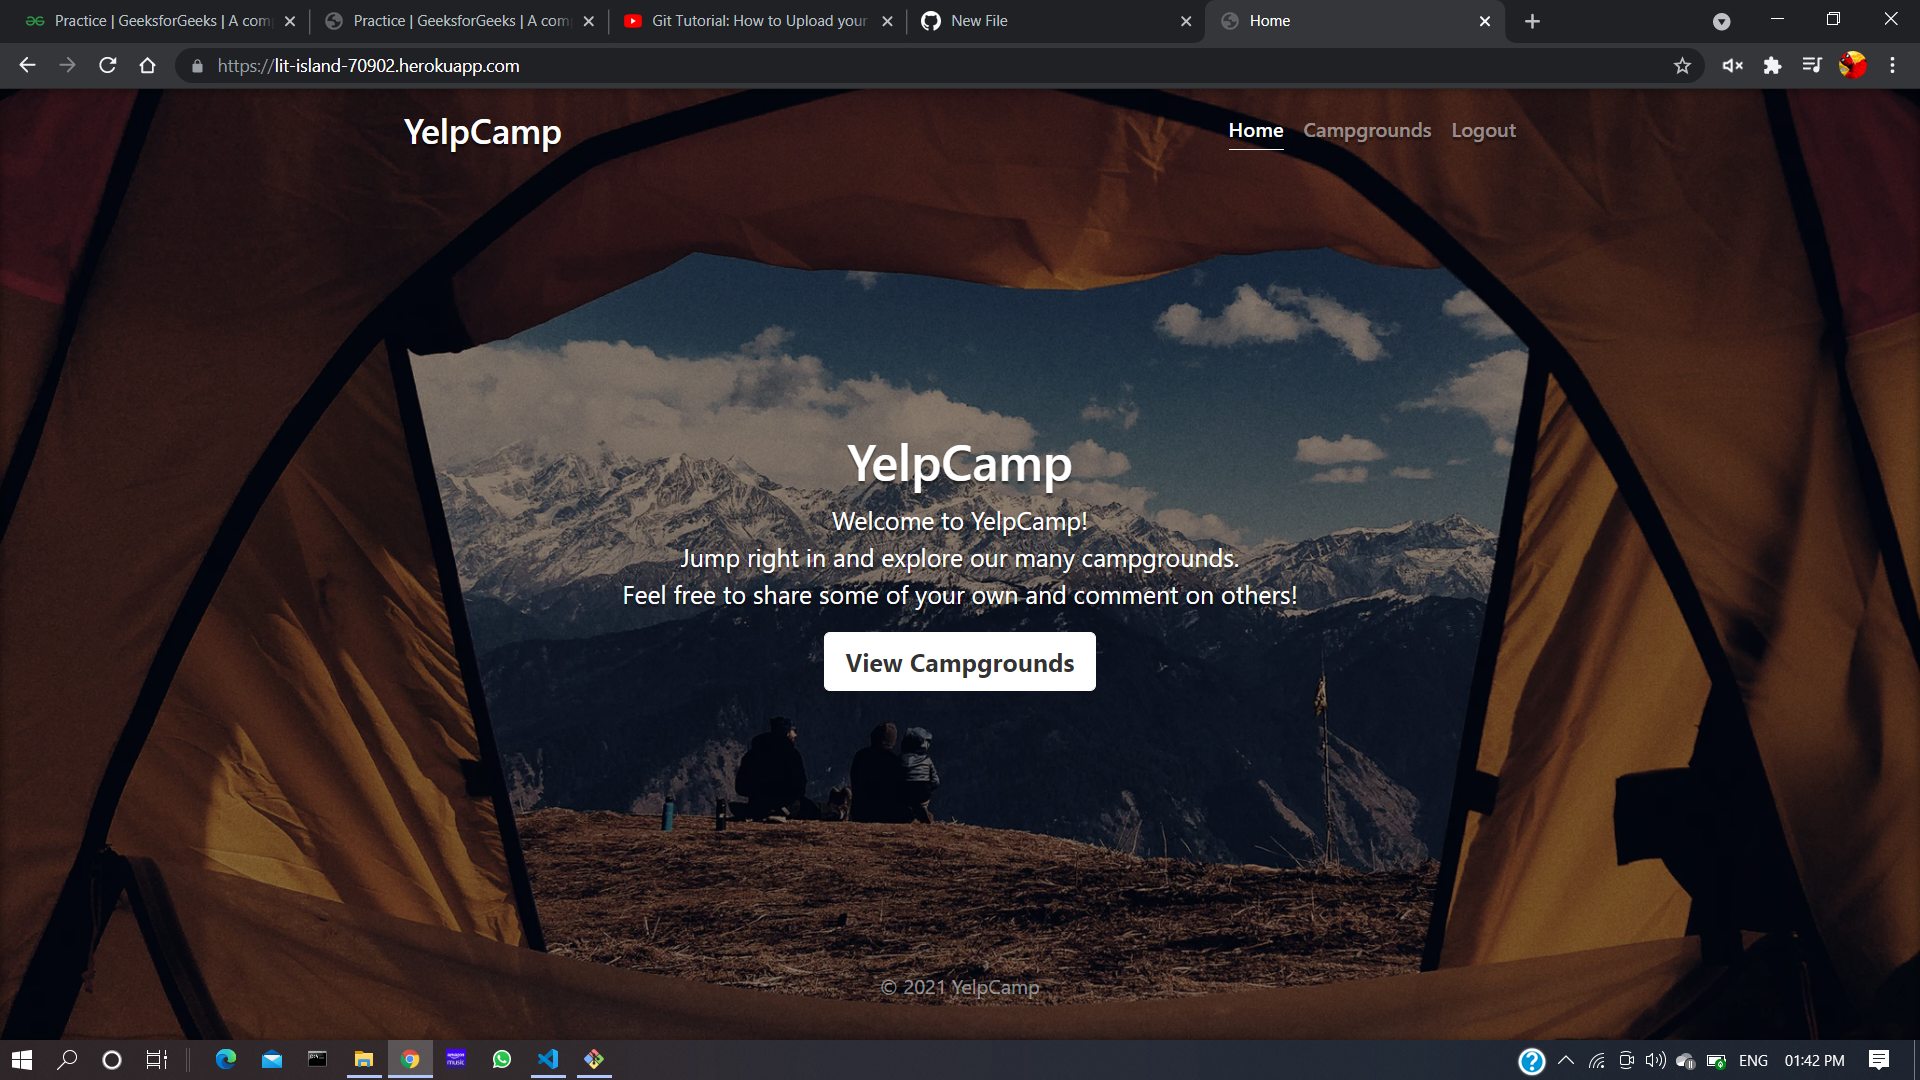 Practice | GeeksforGeeks | A com
Practice | GeeksforGeeks | A com
Git Tutorial: How to Upload your
New File
Home
https://lit-island-70902.herokuapp.com
YelpCamp
Home
Campgrounds
Logout
YelpCamp
Welcome to YelpCamp!
Jump right in and explore our many campgrounds.
Feel free to share some of your own and comment on others!
View Campgrounds
© 2021 YelpCamp
ENG
01:42 PM